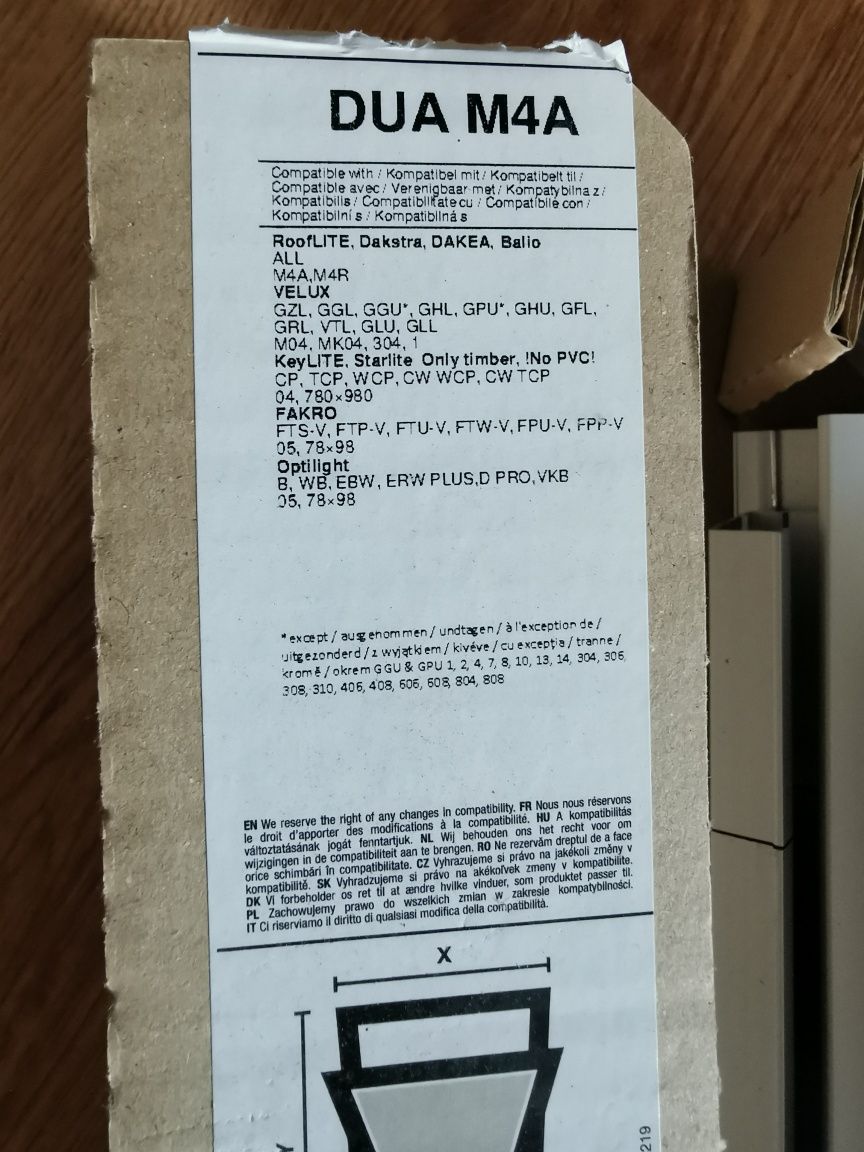 DUA M4A
Compatible with / Kompatibel mit / Kompatibelt til /
Compatible avec / Verenigbaar met / Kompatybilna z /
Kompatibilis / Compatibilitate cu / Compatibile con /
Kompatibilní s / Kompatibilná s
RoofLITE, Dakstra, DAKEA, Balio
ALL
M4A,M4R
VELUX
GZL, GGL, GGU*, GHL, GPU*, GHU, GFL,
GRL, VTL, GLU, GLL
M04, MK04, 304, 1
KeyLITE, Starlite Only timber, !No PVC!
CP, TCP, WCP, CW WCP, CW TCP
04, 780×980
FAKRO
FTS-V, FTP-V, FTU-V, FTW-V, FPU-V, FPP-V
05, 78×98
Optilight
B, WB, EBW, ERW PLUS,D PRO,VKB
05, 78×98
*except / ausgenommen / undtagen / à l'exception de /
uitgezonderd / z wyjątkiem / kivéve / cu excepția / tranne /
kromě / okrem GGU & GPU 1, 2, 4, 7, 8, 10, 13, 14, 304, 306,
308, 310, 406, 408, 606, 608, 804, 808
EN We reserve the right of any changes in compatibility. FR Nous nous réservons
le droit d'apporter des modifications à la compatibilité. HU A kompatibilitás
változtatásának jogát fenntartjuk. NL Wij behouden ons het recht voor om
wijzigingen in de compatibiliteit aan te brengen. RO Ne rezervăm dreptul de a face
orice schimbări în compatibilitate. CZ Vyhrazujeme si právo na jakékoli změny v
kompatibilitě. SK Vyhradzujeme si právo na akékoľvek zmeny v kompatibilite.
DK Vi forbeholder os ret til at ændre hvilke vinduer, som produktet passer til.
PL Zachowujemy prawo do wszelkich zmian w zakresie kompatybilności.
IT Ci riserviamo il diritto di qualsiasi modifica della compatibilità.
X
Y
219